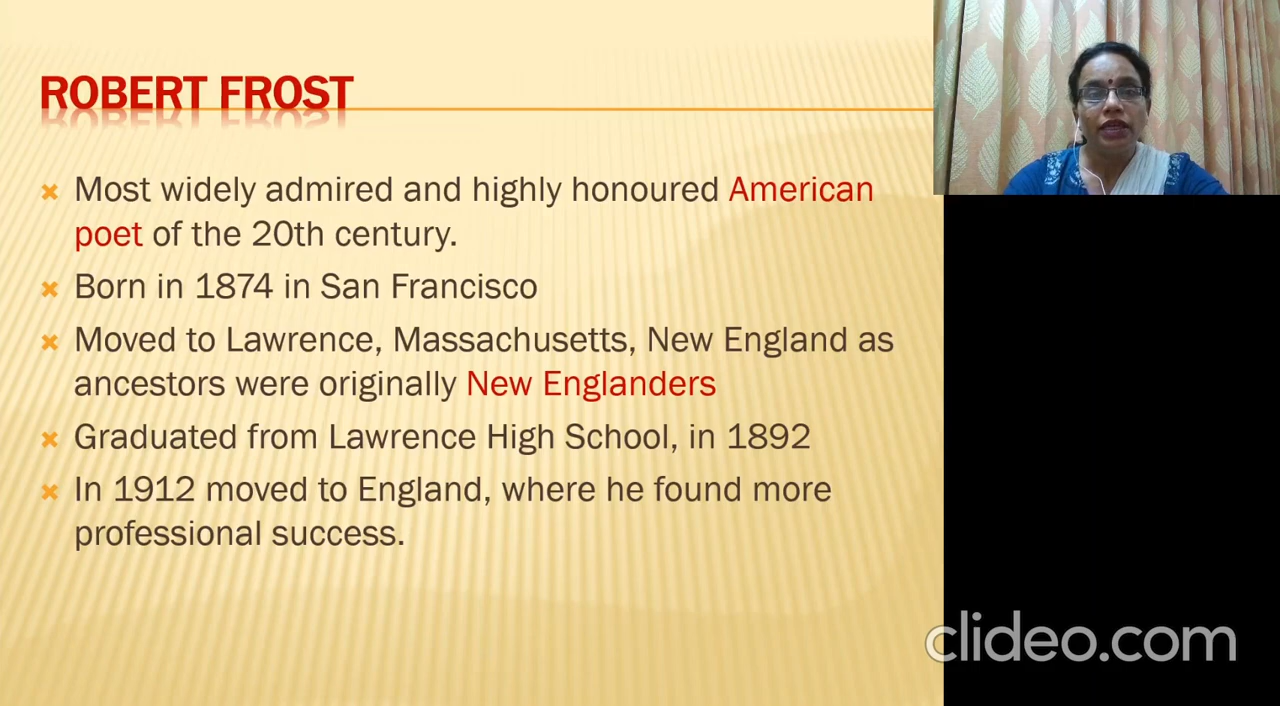 ROBERT FROST
Most widely admired and highly honoured American
poet of the 20th century.
Born in 1874 in San Francisco
Moved to Lawrence, Massachusetts, New England as
ancestors were originally New Englanders
Graduated from Lawrence High School, in 1892
In 1912 moved to England, where he found more
professional success.
clideo.com